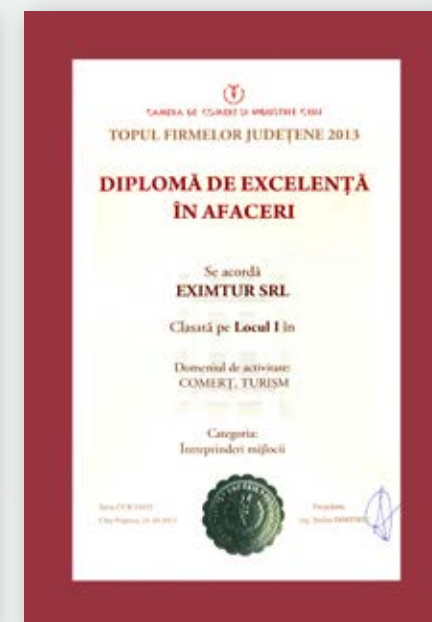 CAMERA DE COMERȚ ȘI INDUSTRIE CLUJ
TOPUL FIRMELOR JUDEȚENE 2013
DIPLOMĂ DE EXCELENȚĂ
ÎN AFACERI
Se acordă
EXIMTUR SRL
Clasată pe Locul I în
Domeniul de activitate:
COMERȚ, TURISM
Categoria:
Întreprinderi mijlocii
Președinte,